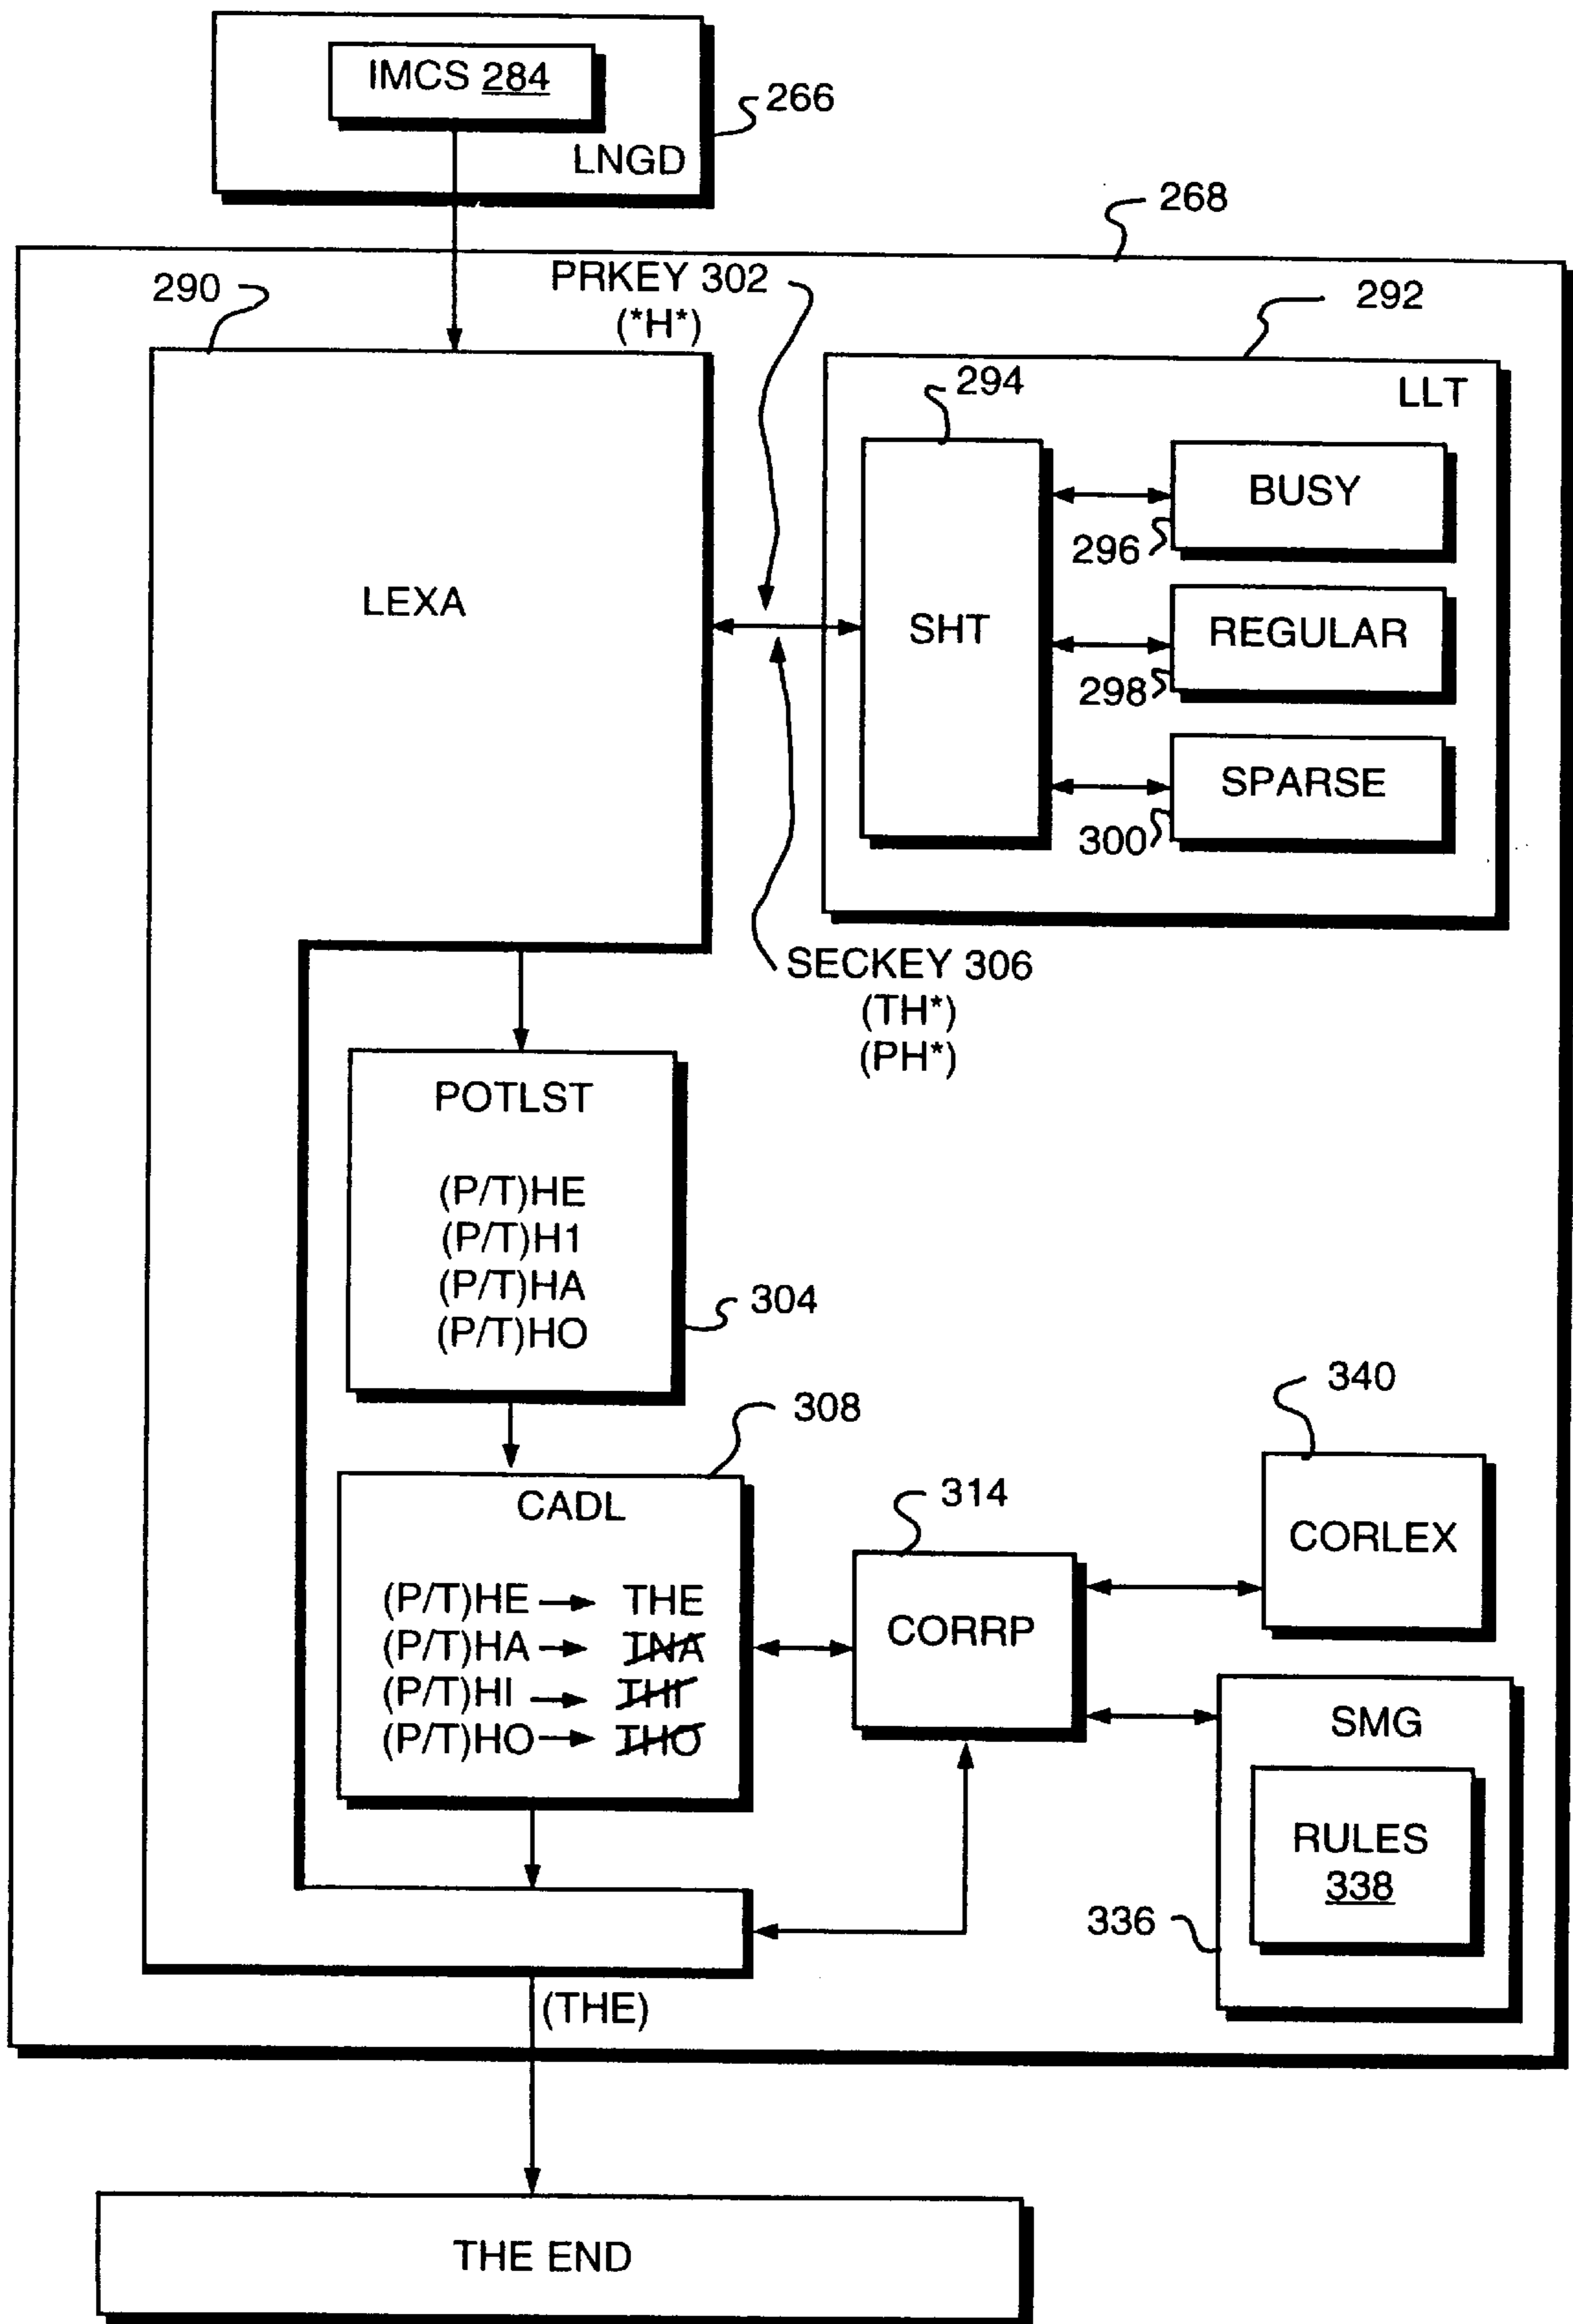 IMCS 284
LNGD
266
268
290
PRKEY 302
(*H*)
292
LLT
294
LEXA
SHT
BUSY
296
REGULAR
298
SPARSE
300
SECKEY 306
(TH*)
(PH*)
POTLST
(P/T)HE
(P/T)H1
(P/T)HA
(P/T)HO
304
308
CADL
(P/T)HE → THE
(P/T)HA → INA
(P/T)HI → THI
(P/T)HO → THO
314
CORRP
340
CORLEX
SMG
RULES
338
336
(THE)
THE END